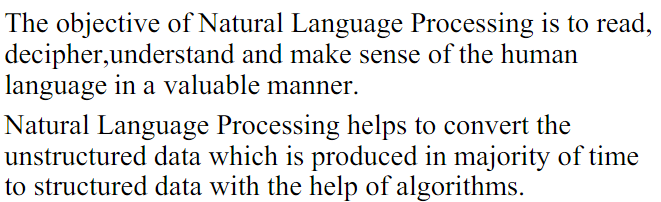 The objective of Natural Language Processing is to read,
decipher,understand and make sense of the human
language in a valuable manner.
Natural Language Processing helps to convert the
unstructured data which is produced in majority of time
to structured data with the help of algorithms.